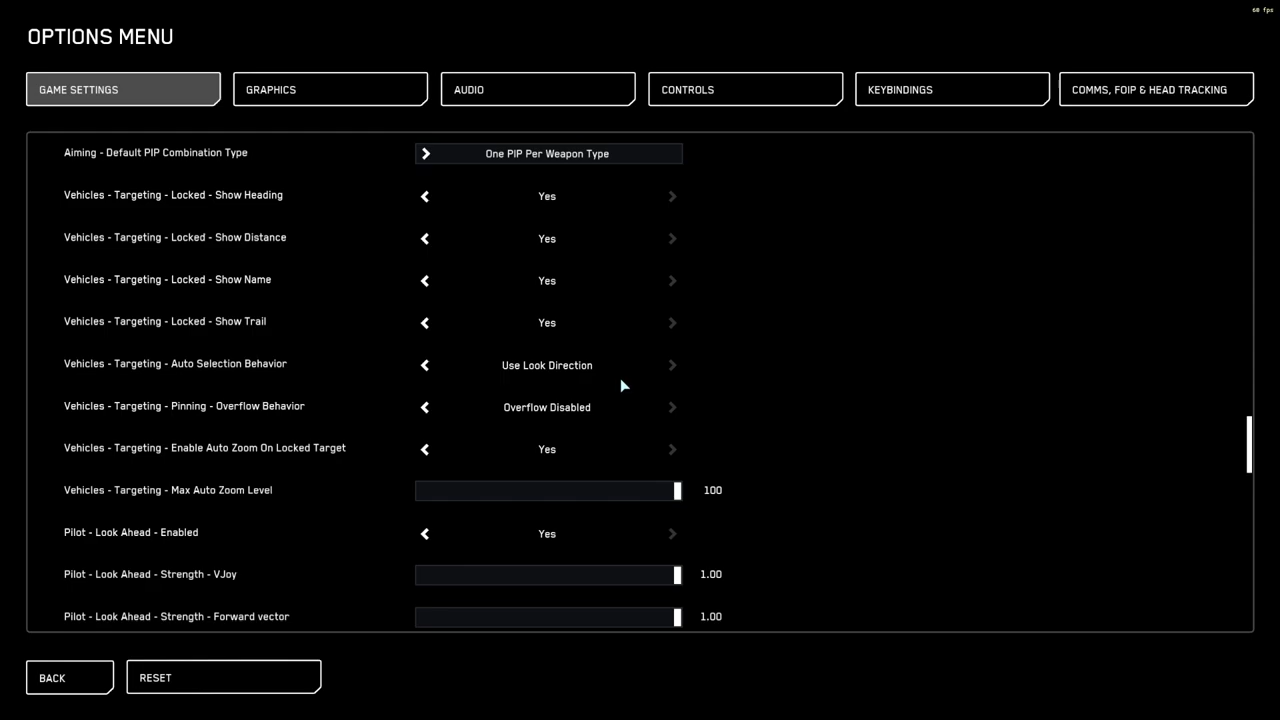 60 fps
OPTIONS MENU
GAME SETTINGS
GRAPHICS
AUDIO
CONTROLS
KEYBINDINGS
COMMS, FOIP & HEAD TRACKING
Aiming - Default PIP Combination Type
One PIP Per Weapon Type
Vehicles - Targeting - Locked - Show Heading
Yes
Vehicles - Targeting - Locked - Show Distance
Yes
Vehicles - Targeting - Locked - Show Name
Yes
Vehicles - Targeting - Locked - Show Trail
Yes
Vehicles - Targeting - Auto Selection Behavior
Use Look Direction
Vehicles - Targeting - Pinning - Overflow Behavior
Overflow Disabled
Vehicles - Targeting - Enable Auto Zoom On Locked Target
Yes
Vehicles - Targeting - Max Auto Zoom Level
100
Pilot - Look Ahead - Enabled
Yes
Pilot - Look Ahead - Strength - VJoy
1.00
Pilot - Look Ahead - Strength - Forward vector
1.00
BACK
RESET